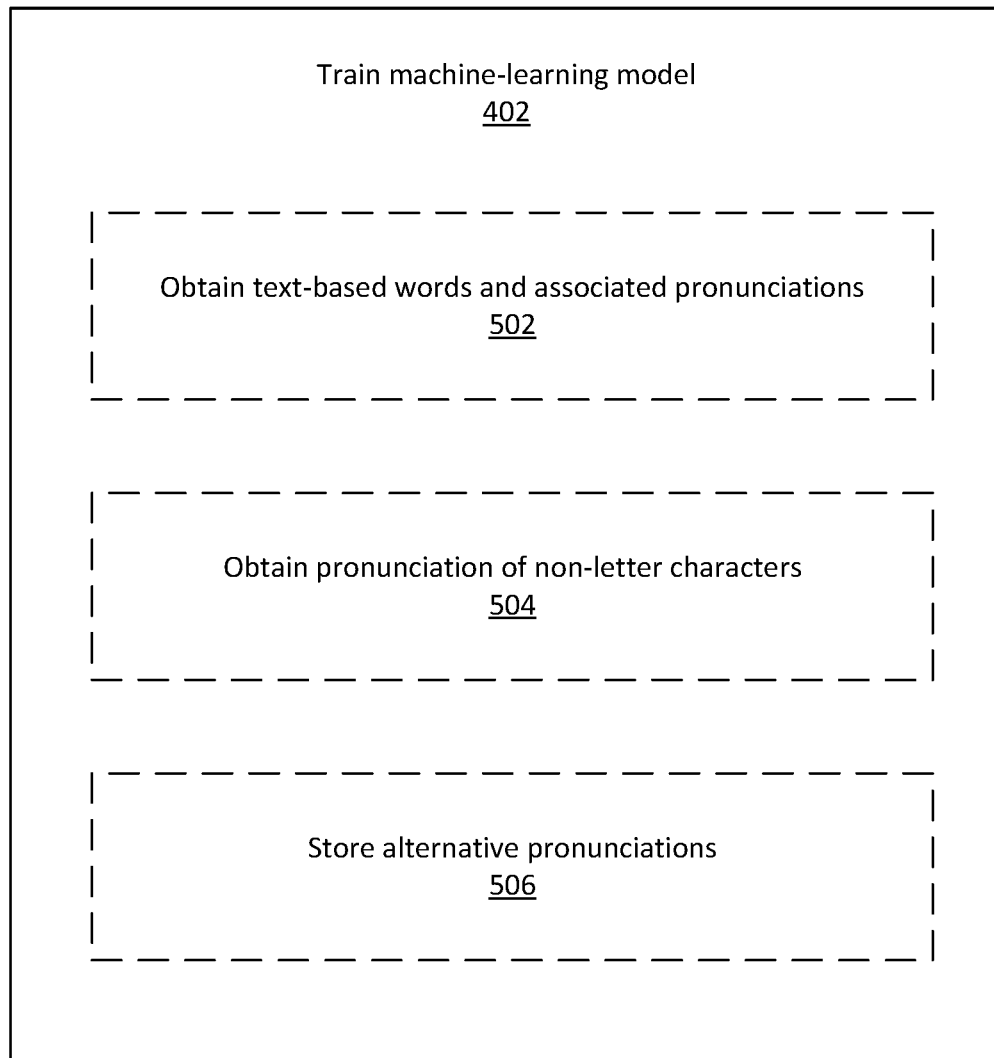 Train machine-learning model
402
Obtain text-based words and associated pronunciations
502
Obtain pronunciation of non-letter characters
504
Store alternative pronunciations
506